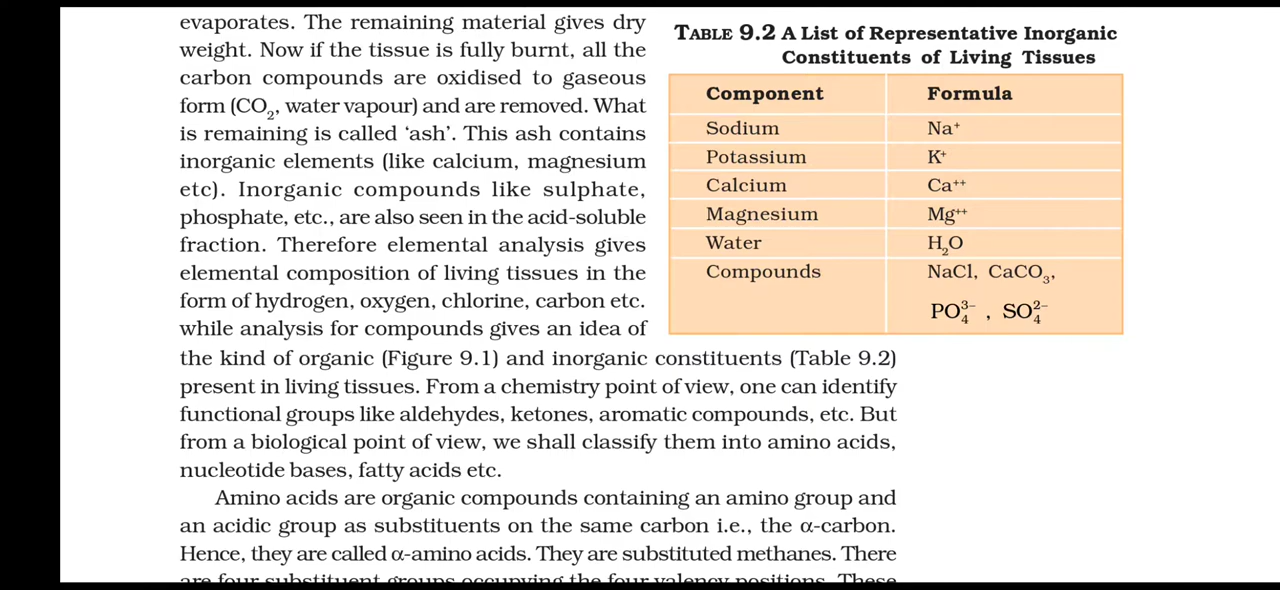 evaporates. The remaining material gives dry
weight. Now if the tissue is fully burnt, all the
carbon compounds are oxidised to gaseous
form (CO₂, water vapour) and are removed. What
is remaining is called ‘ash’. This ash contains
inorganic elements (like calcium, magnesium
etc). Inorganic compounds like sulphate,
phosphate, etc., are also seen in the acid-soluble
fraction. Therefore elemental analysis gives
elemental composition of living tissues in the
form of hydrogen, oxygen, chlorine, carbon etc.
while analysis for compounds gives an idea of
TABLE 9.2 A List of Representative Inorganic
Constituents of Living Tissues
Component Formula
Sodium Na⁺
Potassium K⁺
Calcium Ca⁺⁺
Magnesium Mg⁺⁺
Water H₂O
Compounds NaCl, CaCO₃,
PO₄³⁻ , SO₄²⁻
the kind of organic (Figure 9.1) and inorganic constituents (Table 9.2)
present in living tissues. From a chemistry point of view, one can identify
functional groups like aldehydes, ketones, aromatic compounds, etc. But
from a biological point of view, we shall classify them into amino acids,
nucleotide bases, fatty acids etc.
Amino acids are organic compounds containing an amino group and
an acidic group as substituents on the same carbon i.e., the α-carbon.
Hence, they are called α-amino acids. They are substituted methanes. There
are four substituent groups occupying the four valency positions. These